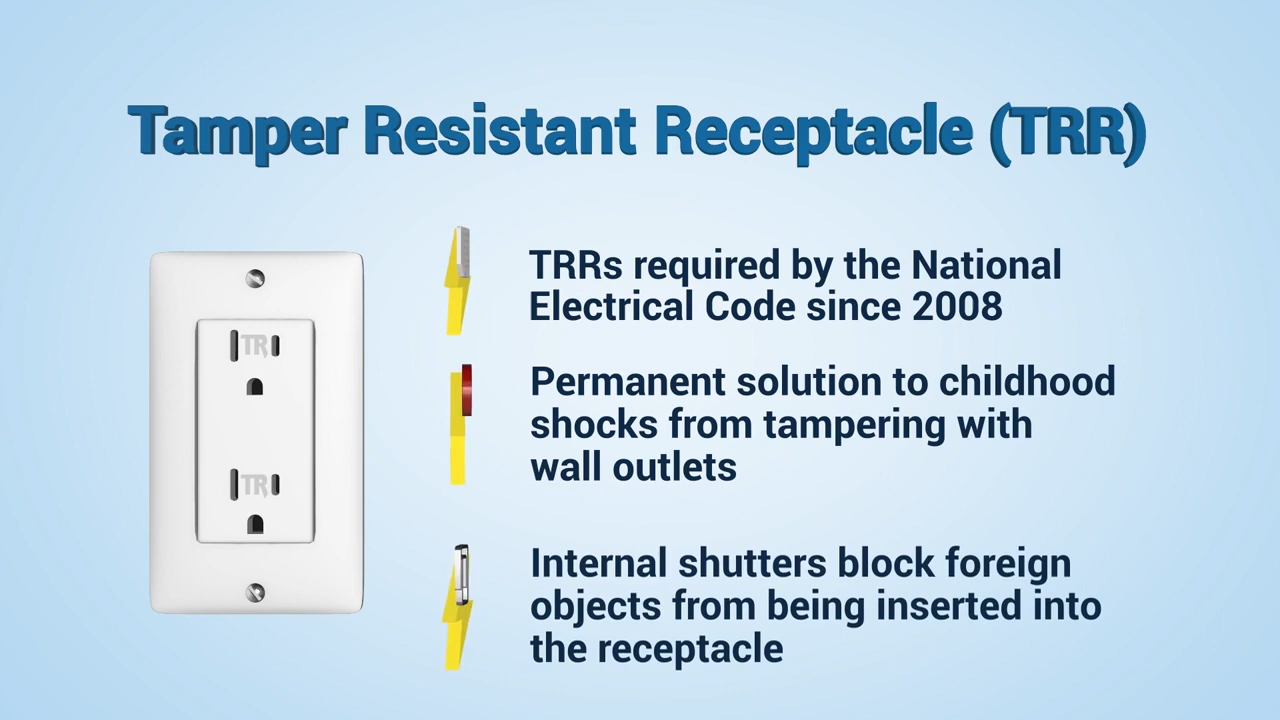 Tamper Resistant Receptacle (TRR)
TRRs required by the National
Electrical Code since 2008
TR
TR
Permanent solution to childhood
shocks from tampering with
wall outlets
Internal shutters block foreign
objects from being inserted into
the receptacle